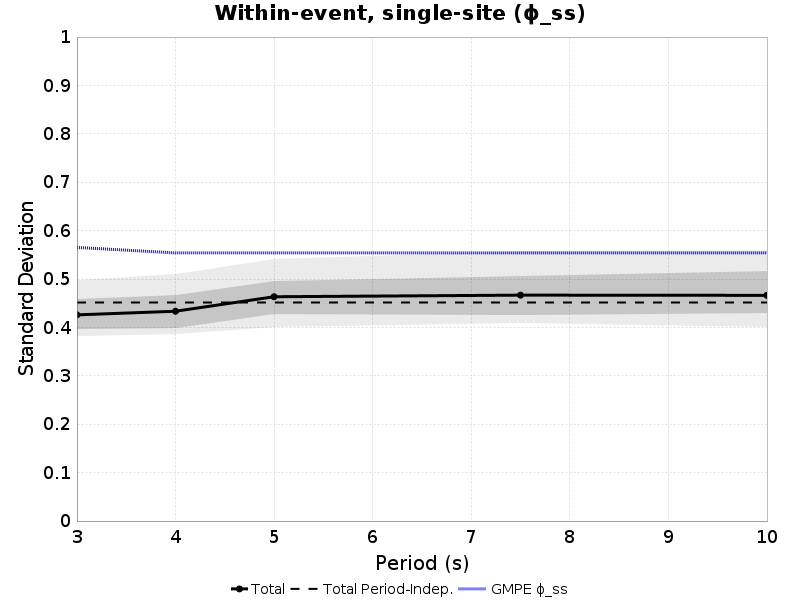 Within-event, single-site (ϕ_ss)
1
0.9
0.8
0.7
0.6
0.5
0.4
0.3
0.2
0.1
0
Standard Deviation
3 4 5 6 7 8 9 10
Period (s)
Total Total Period-Indep. GMPE ϕ_ss